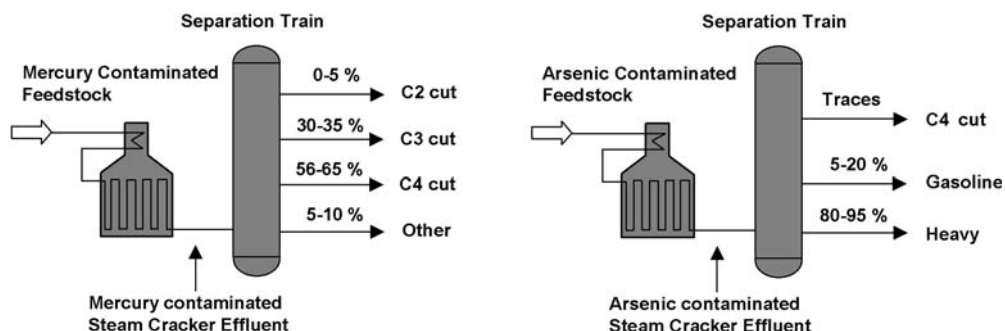 Separation Train
Mercury Contaminated
Feedstock
0-5 %
C2 cut
30-35 %
C3 cut
56-65 %
C4 cut
5-10 %
Other
Mercury contaminated
Steam Cracker Effluent
Separation Train
Arsenic Contaminated
Feedstock
Traces
C4 cut
5-20 %
Gasoline
80-95 %
Heavy
Arsenic contaminated
Steam Cracker Effluent